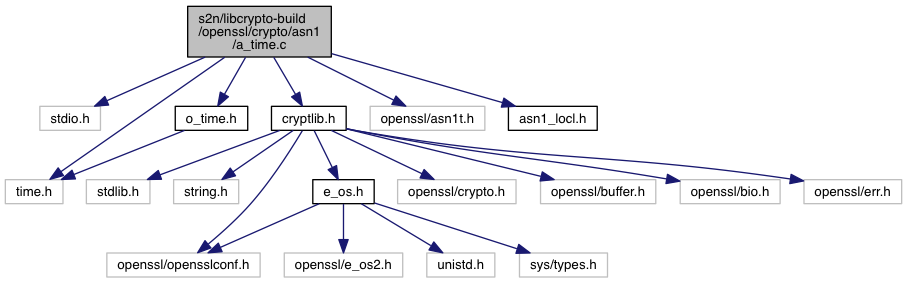 s2n/libcrypto-build
/openssl/crypto/asn1
/a_time.c
stdio.h
o_time.h
cryptlib.h
openssl/asn1t.h
asn1_locl.h
time.h
stdlib.h
string.h
e_os.h
openssl/crypto.h
openssl/buffer.h
openssl/bio.h
openssl/err.h
openssl/opensslconf.h
openssl/e_os2.h
unistd.h
sys/types.h